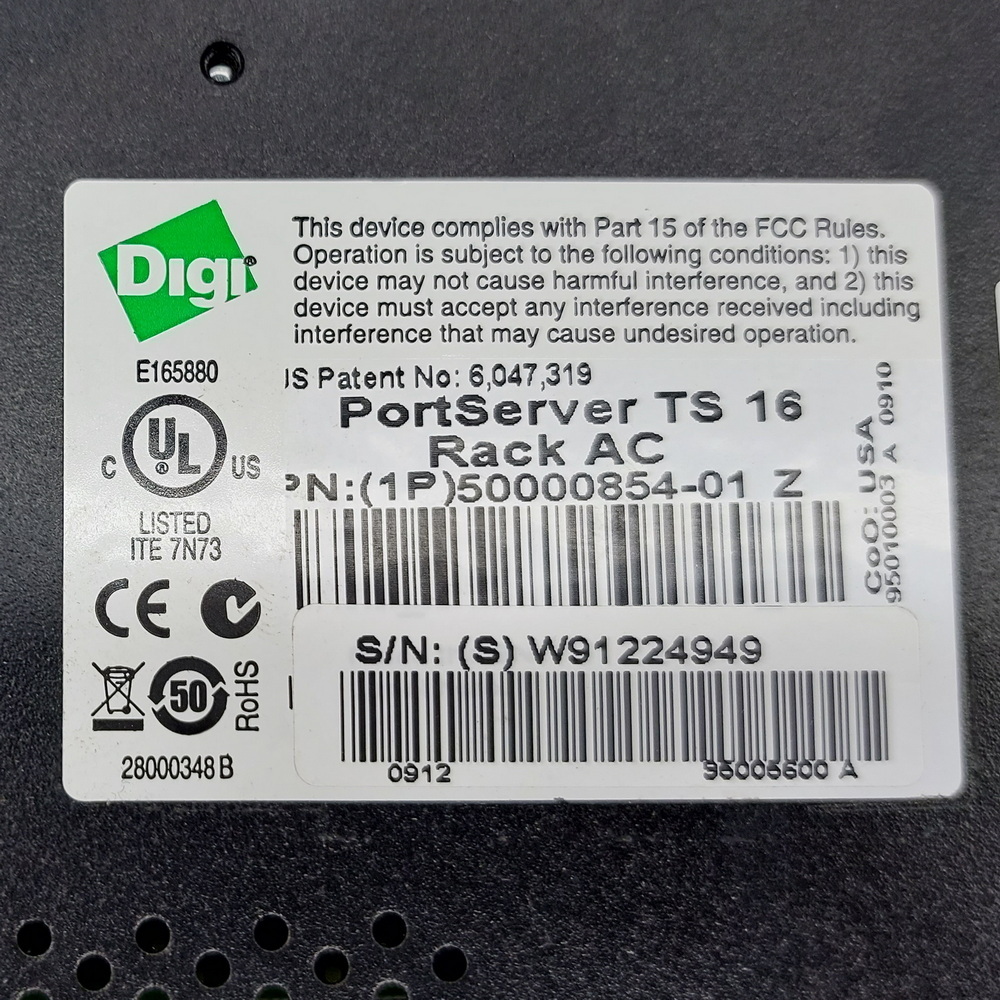 Digi®
E165880
C UL® US
LISTED
ITE 7N73
CE
50
RoHS
28000348 B
This device complies with Part 15 of the FCC Rules.
Operation is subject to the following conditions: 1) this
device may not cause harmful interference, and 2) this
device must accept any interference received including
interference that may cause undesired operation.
US Patent No: 6,047,319
PortServer TS 16
Rack AC
PN:(1P)50000854-01 Z
CoO: USA
95010003 A 0910
S/N: (S) W91224949
0912